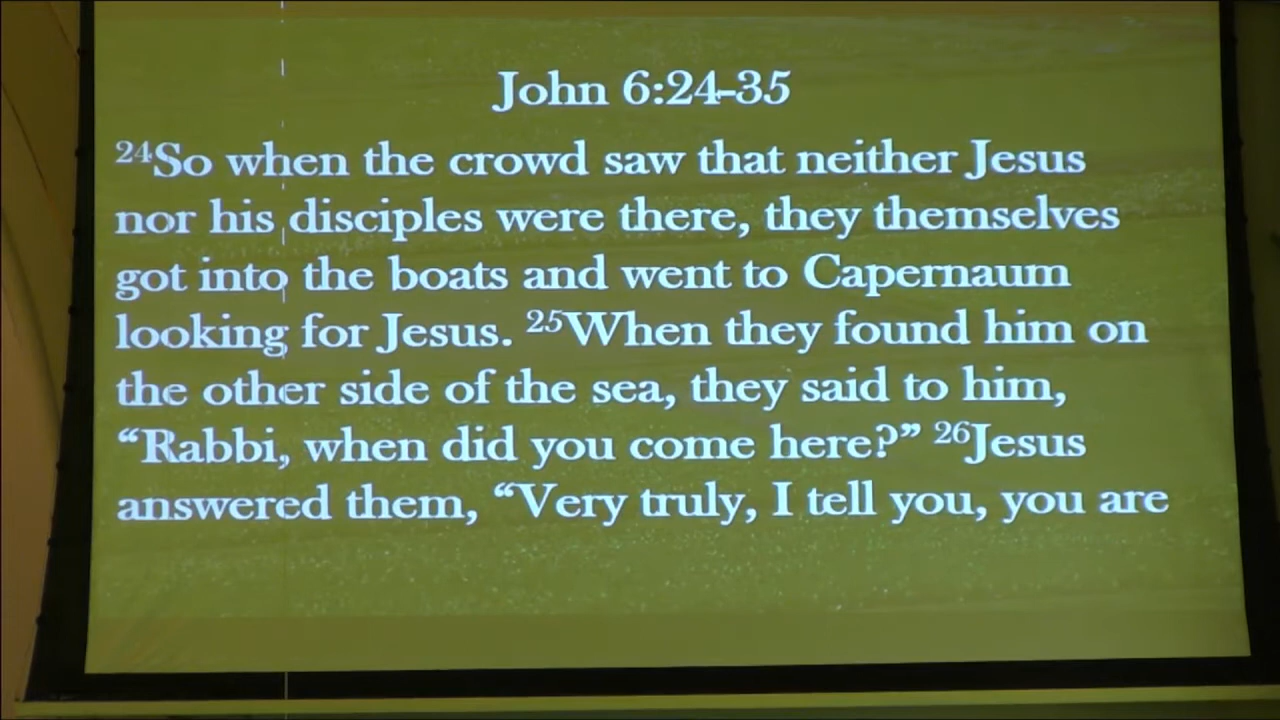 John 6:24-35
²⁴So when the crowd saw that neither Jesus
nor his disciples were there, they themselves
got into the boats and went to Capernaum
looking for Jesus. ²⁵When they found him on
the other side of the sea, they said to him,
“Rabbi, when did you come here?” ²⁶Jesus
answered them, “Very truly, I tell you, you are